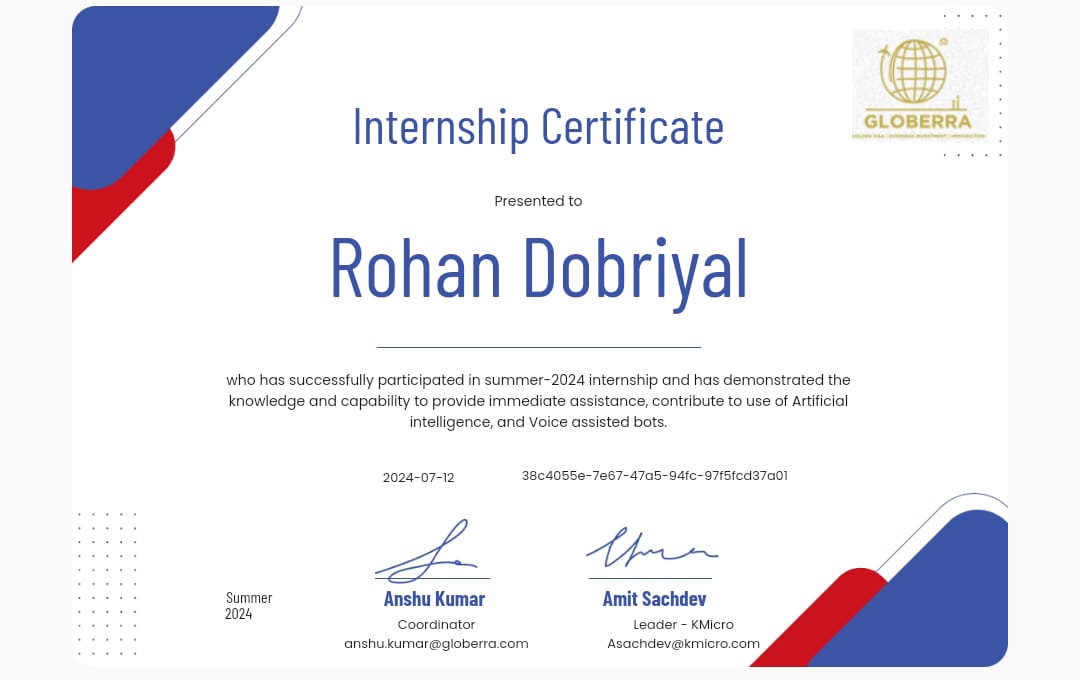 Internship Certificate
GLOBERRA
GOLDEN VISA | OVERSEAS INVESTMENT | IMMIGRATION
Presented to
Rohan Dobriyal
who has successfully participated in summer-2024 internship and has demonstrated the
knowledge and capability to provide immediate assistance, contribute to use of Artificial
intelligence, and Voice assisted bots.
2024-07-12
38c4055e-7e67-47a5-94fc-97f5fcd37a01
Summer
2024
Anshu Kumar
Coordinator
anshu.kumar@globerra.com
Amit Sachdev
Leader - KMicro
Asachdev@kmicro.com